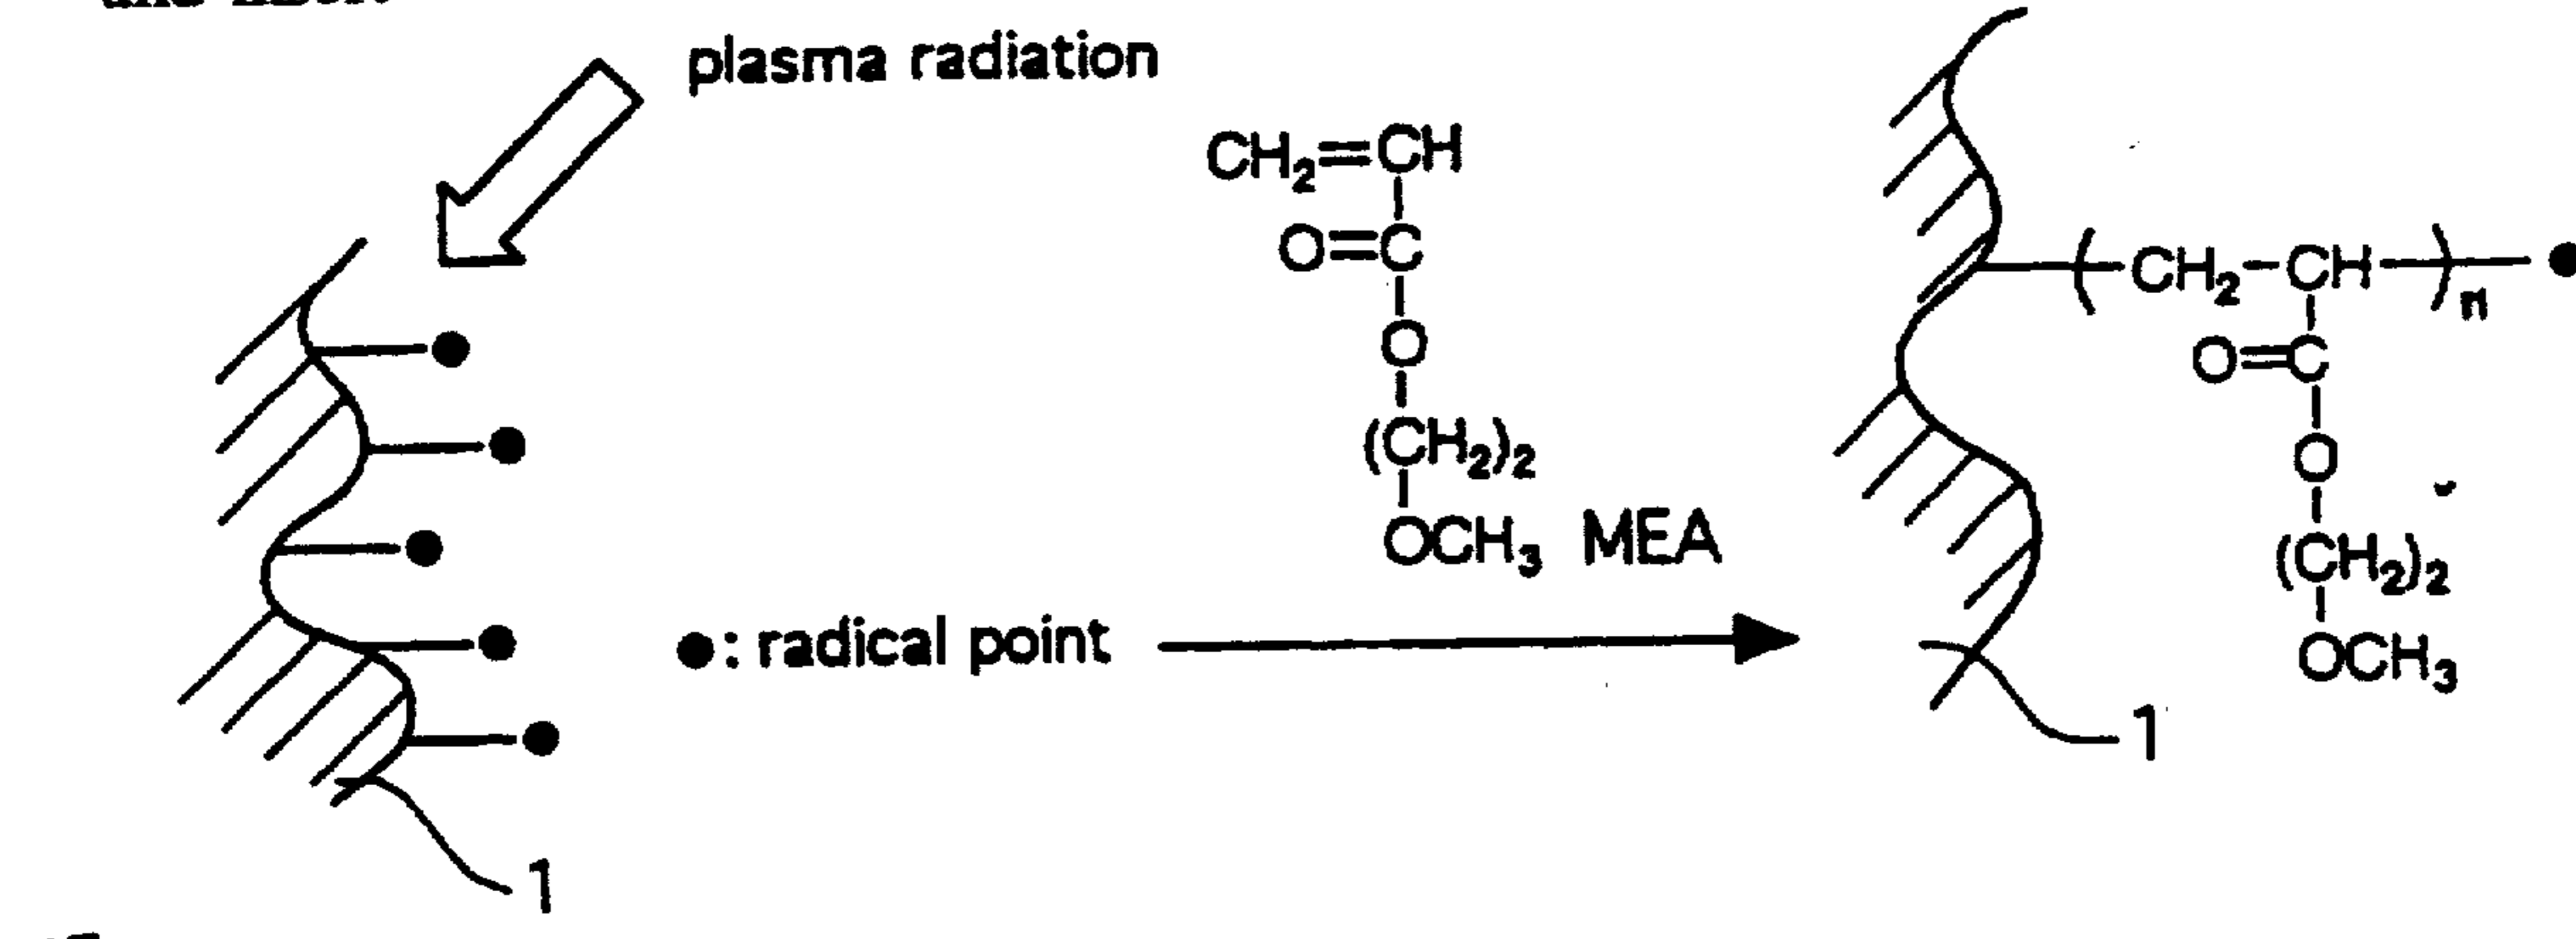 plasma radiation
CH₂=CH
O=C
O
(CH₂)₂
OCH₃ MEA
●: radical point
1
(CH₂-CH)n
O=C
O
(CH₂)₂
OCH₃
1